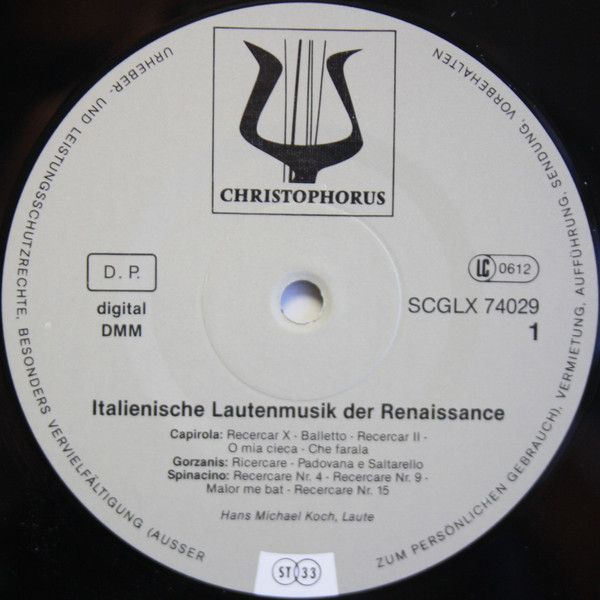 CHRISTOPHORUS
D. P.
digital
DMM
LC 0612
SCGLX 74029
1
Italienische Lautenmusik der Renaissance
Capirola: Recercar X - Balletto - Recercar II -
O mia cieca - Che farala
Gorzanis: Ricercare - Padovana e Saltarello
Spinacino: Recercare Nr. 4 - Recercare Nr. 9 -
Malor me bat - Recercare Nr. 15
Hans Michael Koch, Laute
ST 33
URHEBER- UND LEISTUNGSSCHUTZRECHTE, BESONDERS VERVIELFÄLTIGUNG (AUSSER ZUM PERSÖNLICHEN GEBRAUCH), VERMIETUNG, AUFFÜHRUNG, SENDUNG, VORBEHALTEN